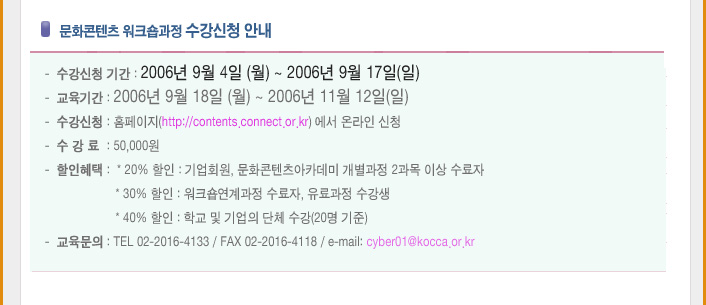 문화콘텐츠 워크숍과정 수강신청 안내
- 수강신청 기간 : 2006년 9월 4일 (월) ~ 2006년 9월 17일(일)
- 교육기간 : 2006년 9월 18일 (월) ~ 2006년 11월 12일(일)
- 수강신청 : 홈페이지(http://contents.connect.or.kr) 에서 온라인 신청
- 수 강 료 : 50,000원
- 할인혜택 : * 20% 할인 : 기업회원, 문화콘텐츠아카데미 개별과정 2과목 이상 수료자
* 30% 할인 : 워크숍연계과정 수료자, 유료과정 수강생
* 40% 할인 : 학교 및 기업의 단체 수강(20명 기준)
- 교육문의 : TEL 02-2016-4133 / FAX 02-2016-4118 / e-mail: cyber01@kocca.or.kr